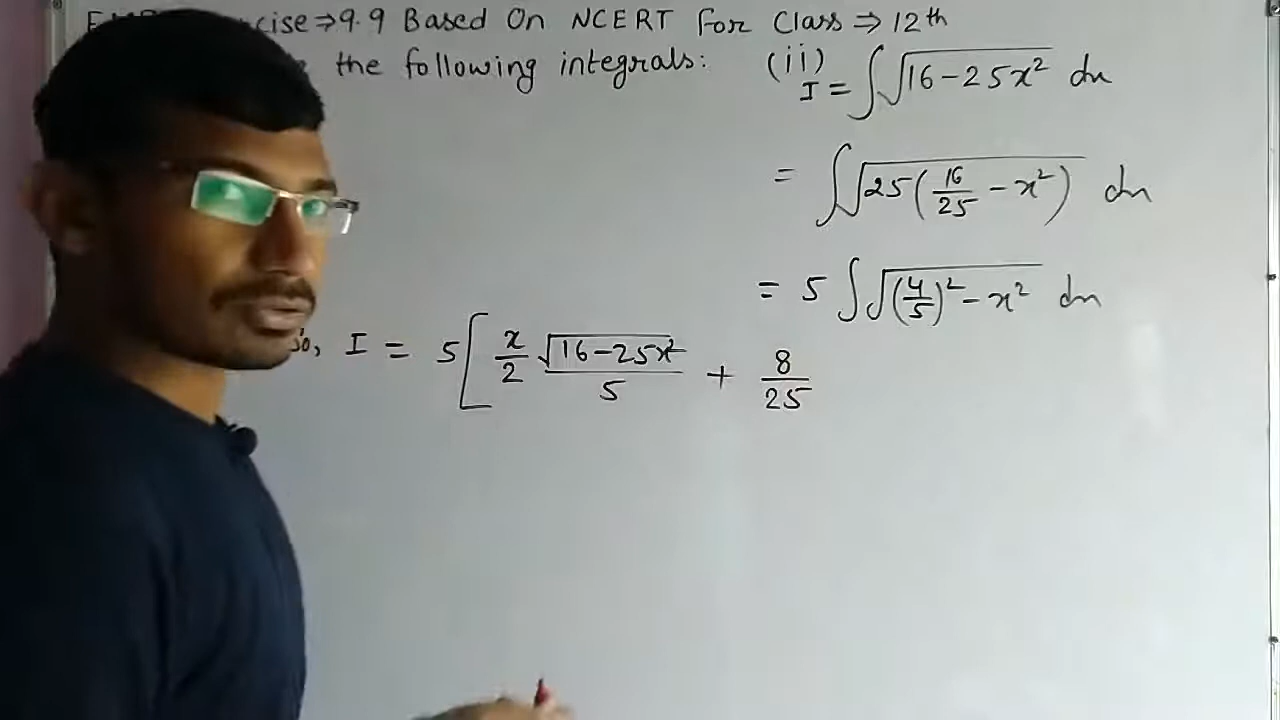 cise⇒9.9 Based On NCERT For Class ⇒ 12th
the following integrals: (ii) I = ∫√(16-25x²) dx
= ∫√(25(16/25 - x²)) dx
= 5 ∫√((4/5)² - x²) dx
So, I = 5[ x/2 √(16-25x²)/5 + 8/25